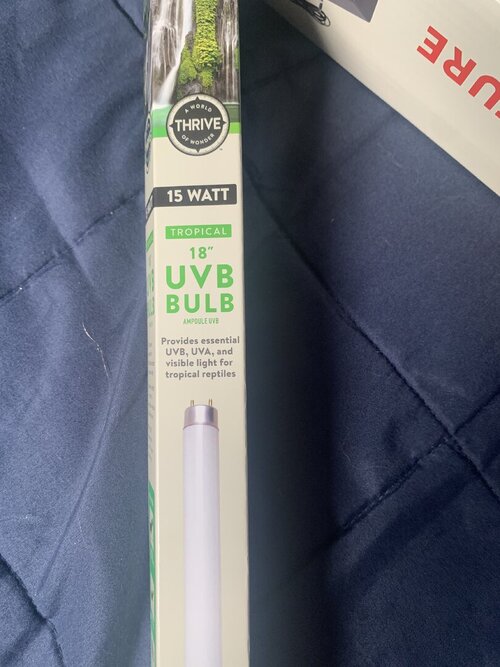 A WORLD
THRIVE
OF WONDER
15 WATT
TROPICAL
18"
UVB
BULB
AMPOULE UVB
Provides essential
UVB, UVA, and
visible light for
tropical reptiles
URE